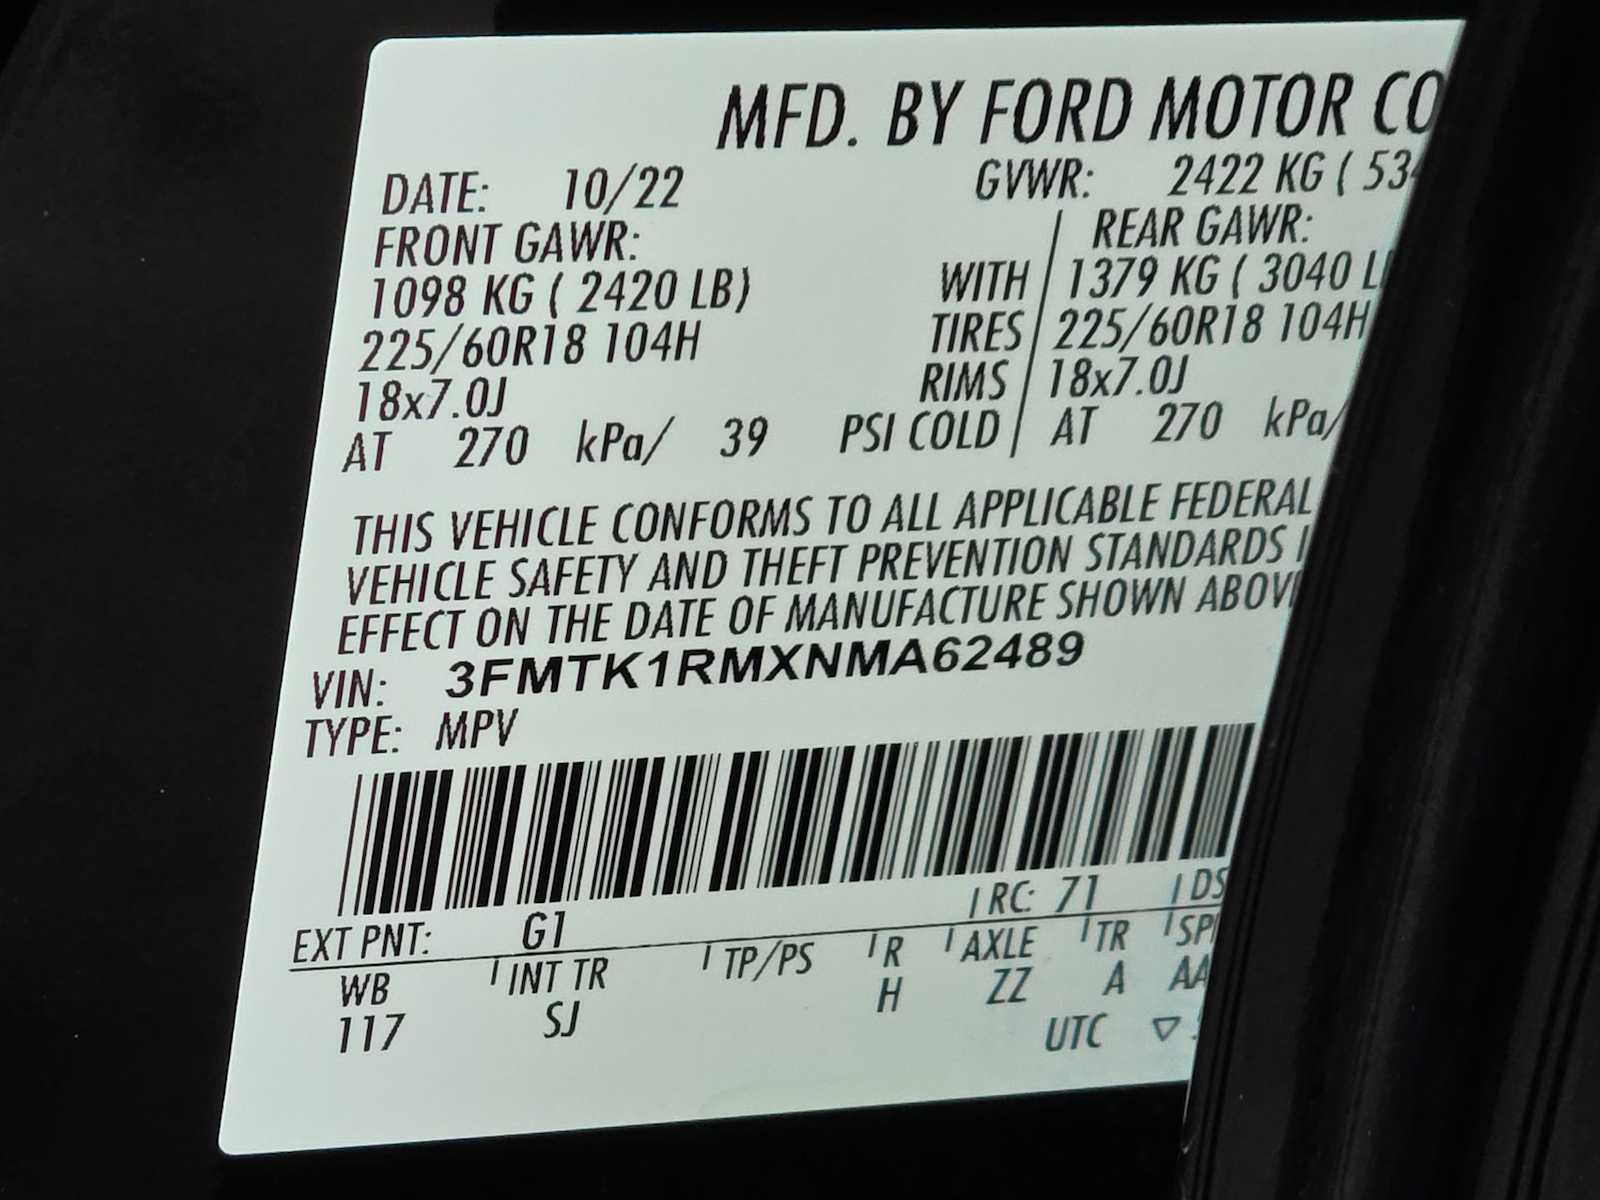 MFD. BY FORD MOTOR CO
DATE: 10/22 GVWR: 2422 KG ( 534
FRONT GAWR: REAR GAWR:
1098 KG ( 2420 LB) WITH 1379 KG ( 3040 L
225/60R18 104H TIRES 225/60R18 104H
18x7.0J RIMS 18x7.0J
AT 270 kPa/ 39 PSI COLD AT 270 kPa/
THIS VEHICLE CONFORMS TO ALL APPLICABLE FEDERAL
VEHICLE SAFETY AND THEFT PREVENTION STANDARDS I
EFFECT ON THE DATE OF MANUFACTURE SHOWN ABOV
VIN: 3FMTK1RMXNMA62489
TYPE: MPV
EXT PNT: G1 RC: 71 DS
WB INT TR TP/PS R AXLE TR SP
117 SJ H ZZ A AA
UTC